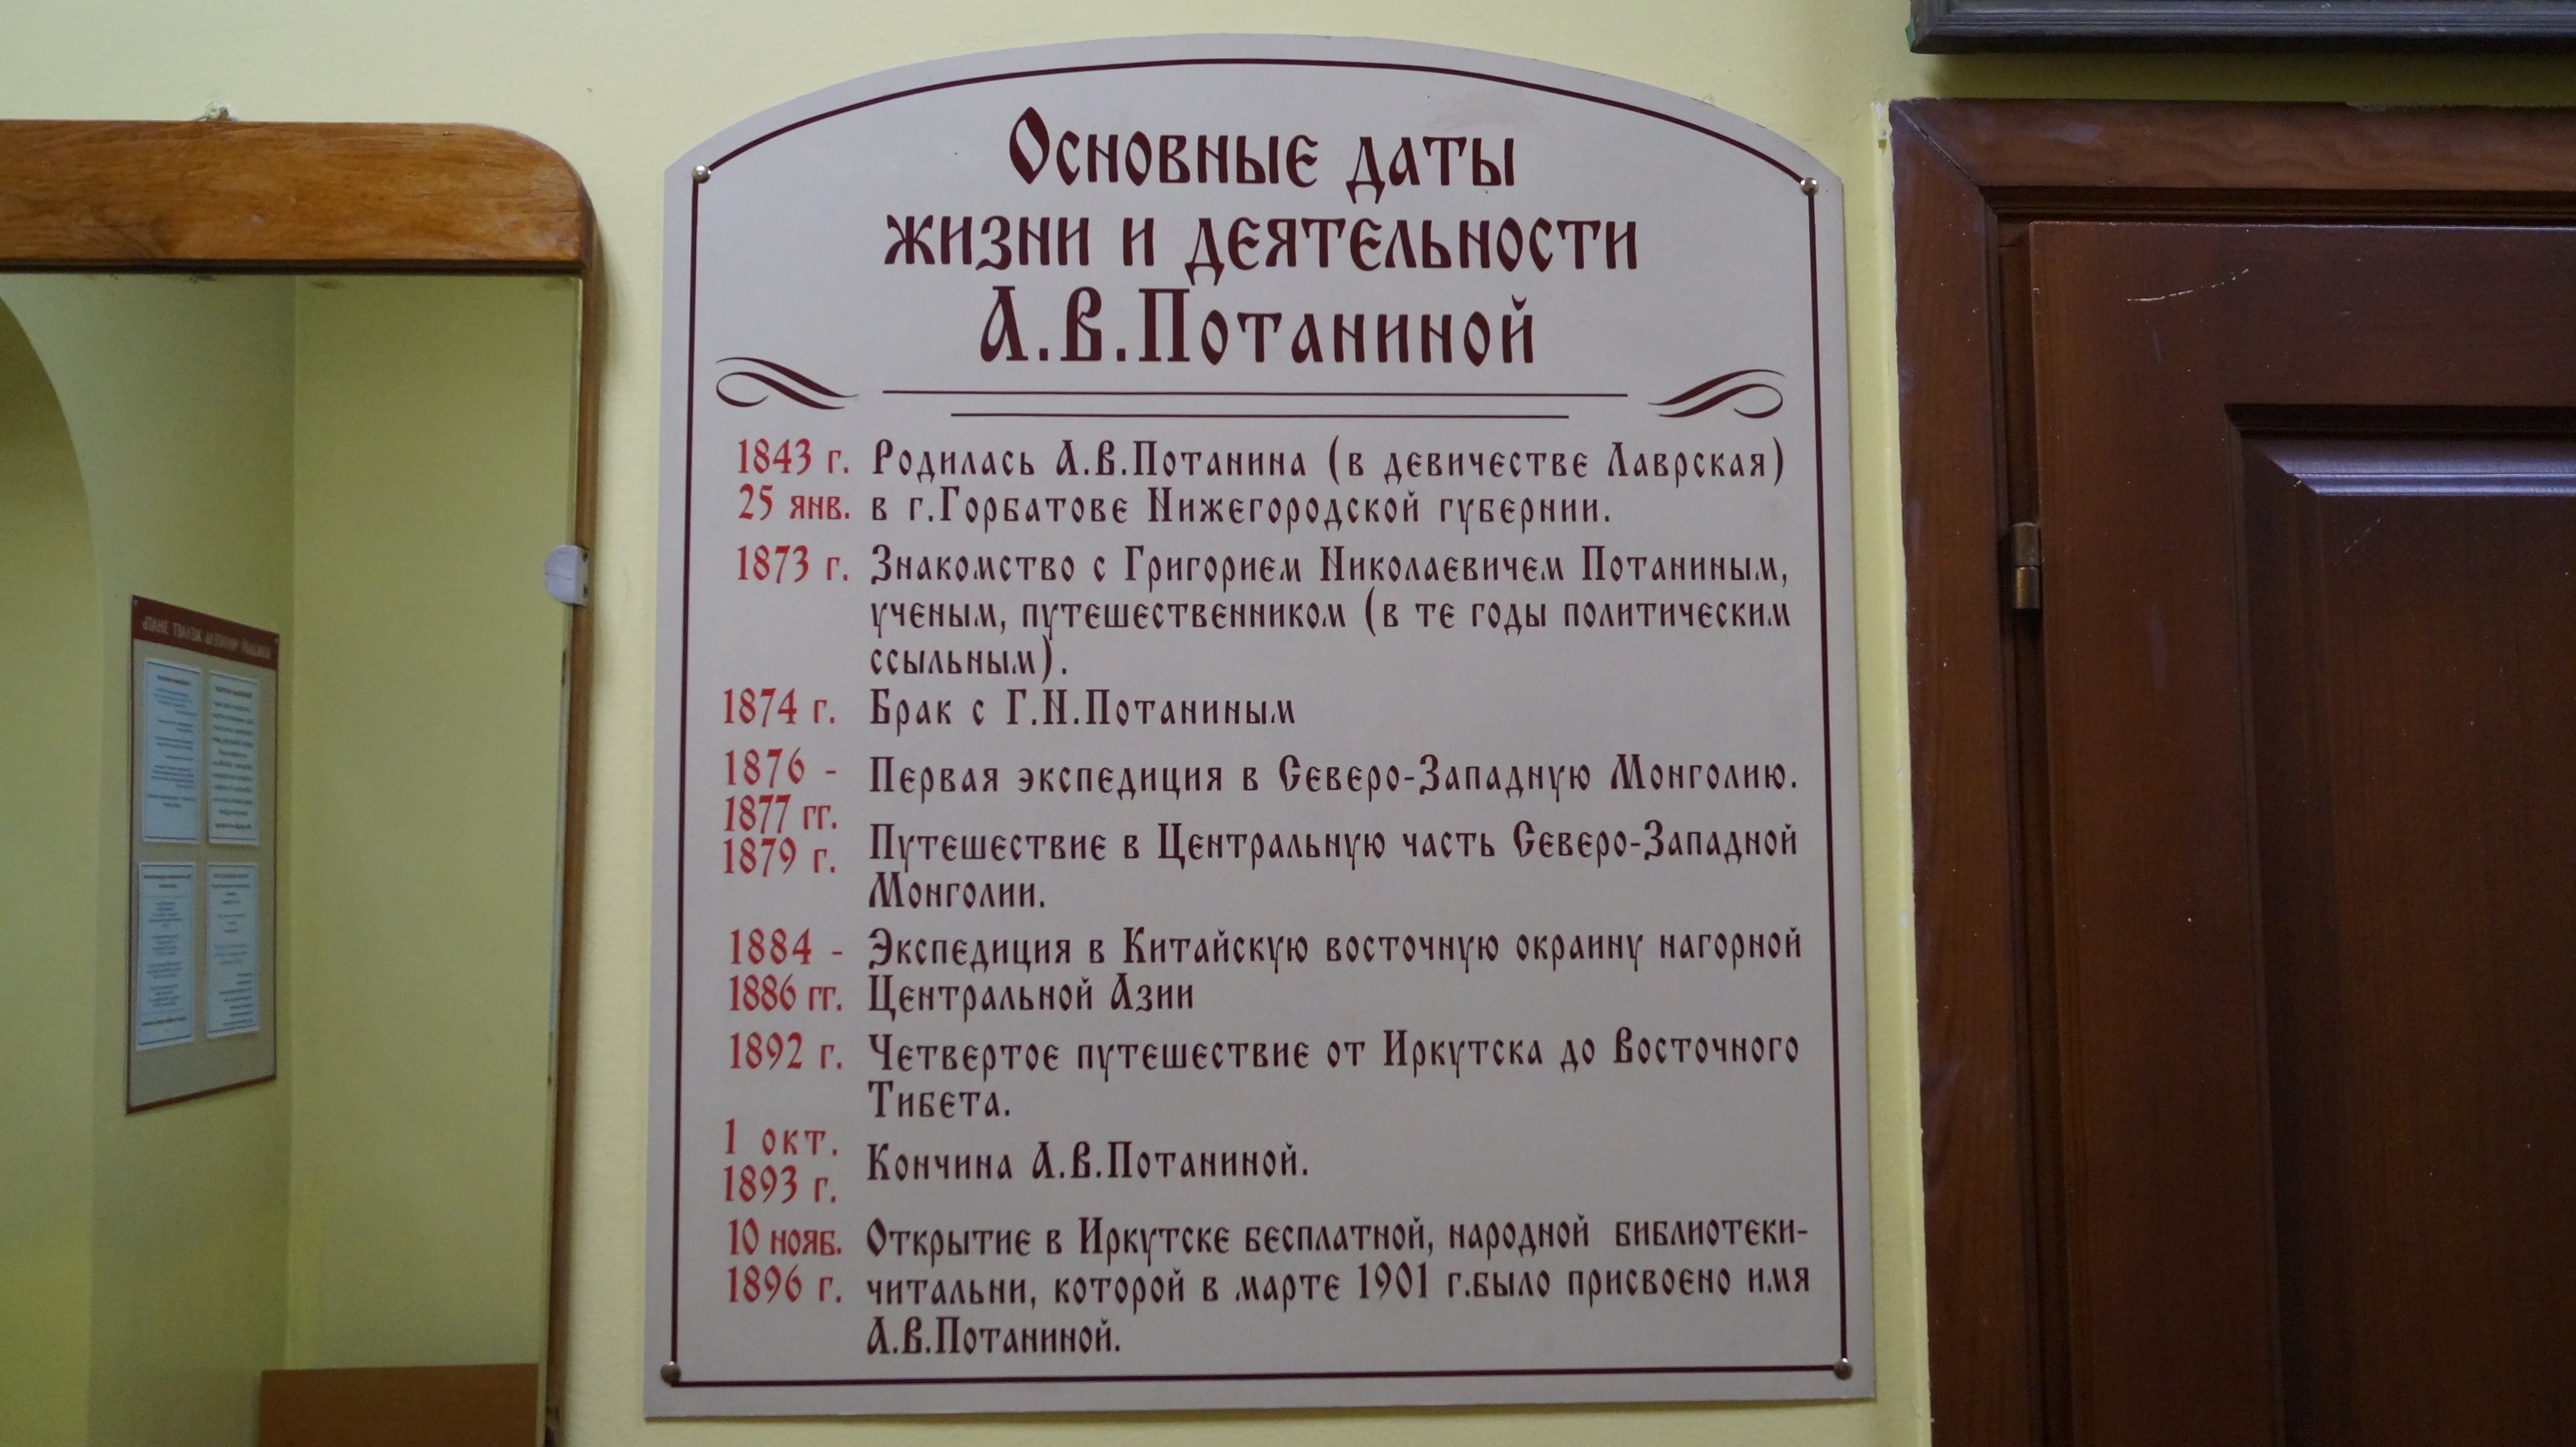 Основные даты
жизни и деятельности
А.В.Потаниной
1843 г. Родилась А.В.Потанина (в девичестве Лаврская)
25 янв. в г.Горбатове Нижегородской губернии.
1873 г. Знакомство с Григорием Николаевичем Потаниным,
ученым, путешественником (в те годы политическим
ссыльным).
1874 г. Брак с Г.Н.Потаниным
1876 - Первая экспедиция в Северо-Западную Монголию.
1877 гг.
1879 г. Путешествие в Центральную часть Северо-Западной
Монголии.
1884 - Экспедиция в Китайскую восточную окраину нагорной
1886 гг. Центральной Азии
1892 г. Четвертое путешествие от Иркутска до Восточного
Тибета.
1 окт.
1893 г. Кончина А.В.Потаниной.
10 нояб. Открытие в Иркутске бесплатной, народной библиотеки-
1896 г. читальни, которой в марте 1901 г.было присвоено имя
А.В.Потаниной.